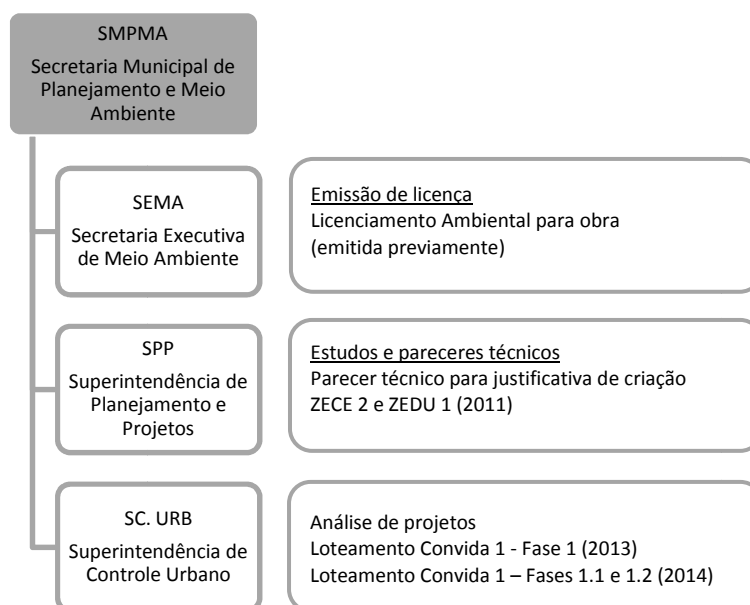 SMPMA
Secretaria Municipal de
Planejamento e Meio
Ambiente
SEMA
Secretaria Executiva
de Meio Ambiente
Emissão de licença
Licenciamento Ambiental para obra
(emitida previamente)
SPP
Superintendência de
Planejamento e
Projetos
Estudos e pareceres técnicos
Parecer técnico para justificativa de criação
ZECE 2 e ZEDU 1 (2011)
SC. URB
Superintendência de
Controle Urbano
Análise de projetos
Loteamento Convida 1 - Fase 1 (2013)
Loteamento Convida 1 – Fases 1.1 e 1.2 (2014)